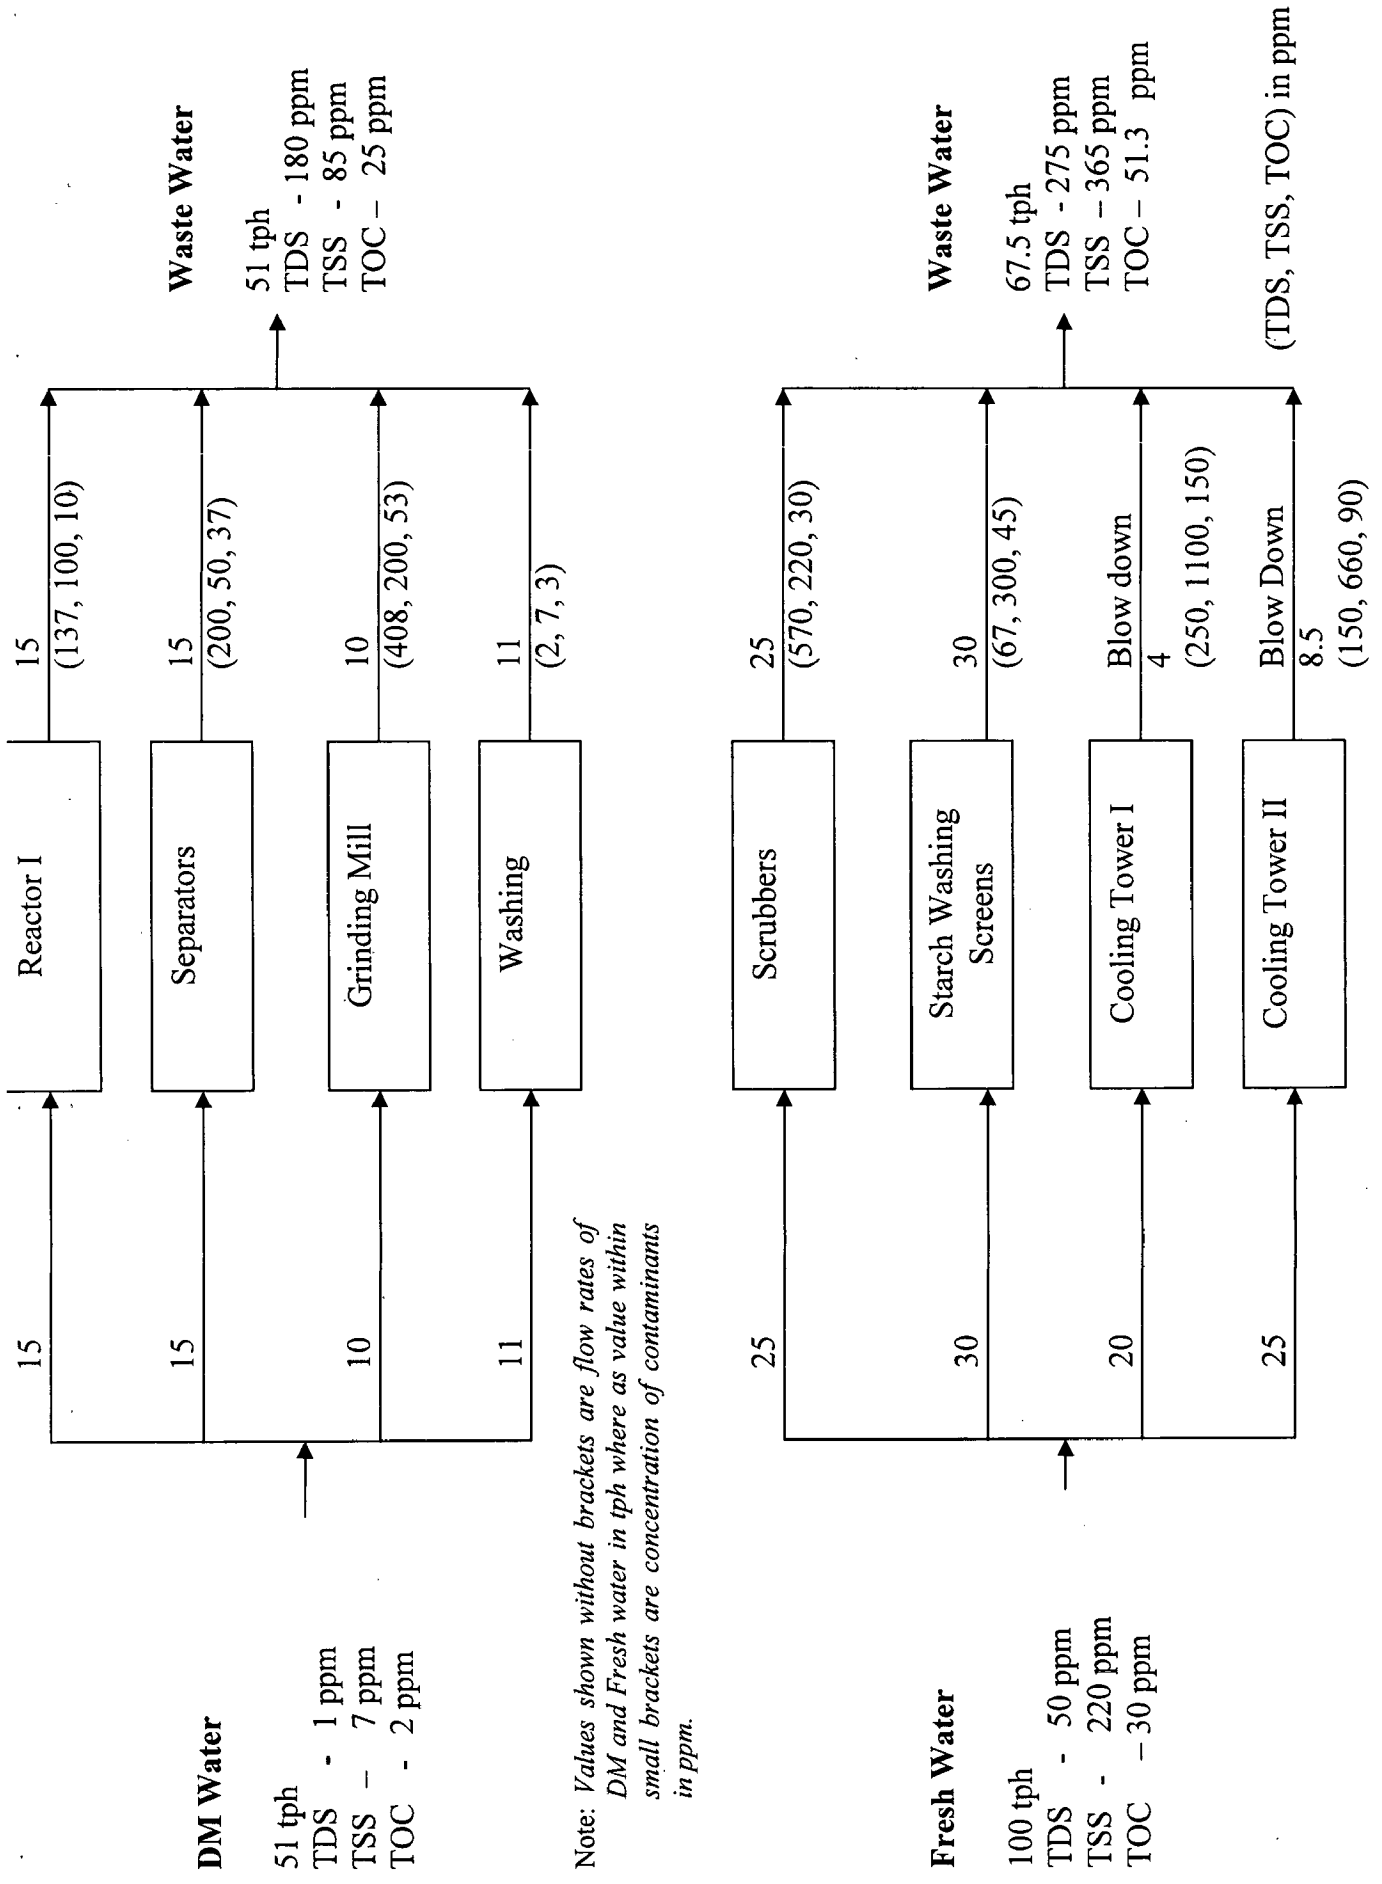 DM Water
51 tph
TDS - 1 ppm
TSS – 7 ppm
TOC - 2 ppm
15
15
10
11
Reactor I
Separators
Grinding Mill
Washing
15
(137, 100, 10)
15
(200, 50, 37)
10
(408, 200, 53)
11
(2, 7, 3)
Waste Water
51 tph
TDS - 180 ppm
TSS - 85 ppm
TOC – 25 ppm
Note: Values shown without brackets are flow rates of
DM and Fresh water in tph where as value within
small brackets are concentration of contaminants
in ppm.
Fresh Water
100 tph
TDS - 50 ppm
TSS - 220 ppm
TOC – 30 ppm
25
30
20
25
Scrubbers
Starch Washing
Screens
Cooling Tower I
Cooling Tower II
25
(570, 220, 30)
30
(67, 300, 45)
Blow down
4
(250, 1100, 150)
Blow Down
8.5
(150, 660, 90)
Waste Water
67.5 tph
TDS - 275 ppm
TSS – 365 ppm
TOC – 51.3 ppm
(TDS, TSS, TOC) in ppm